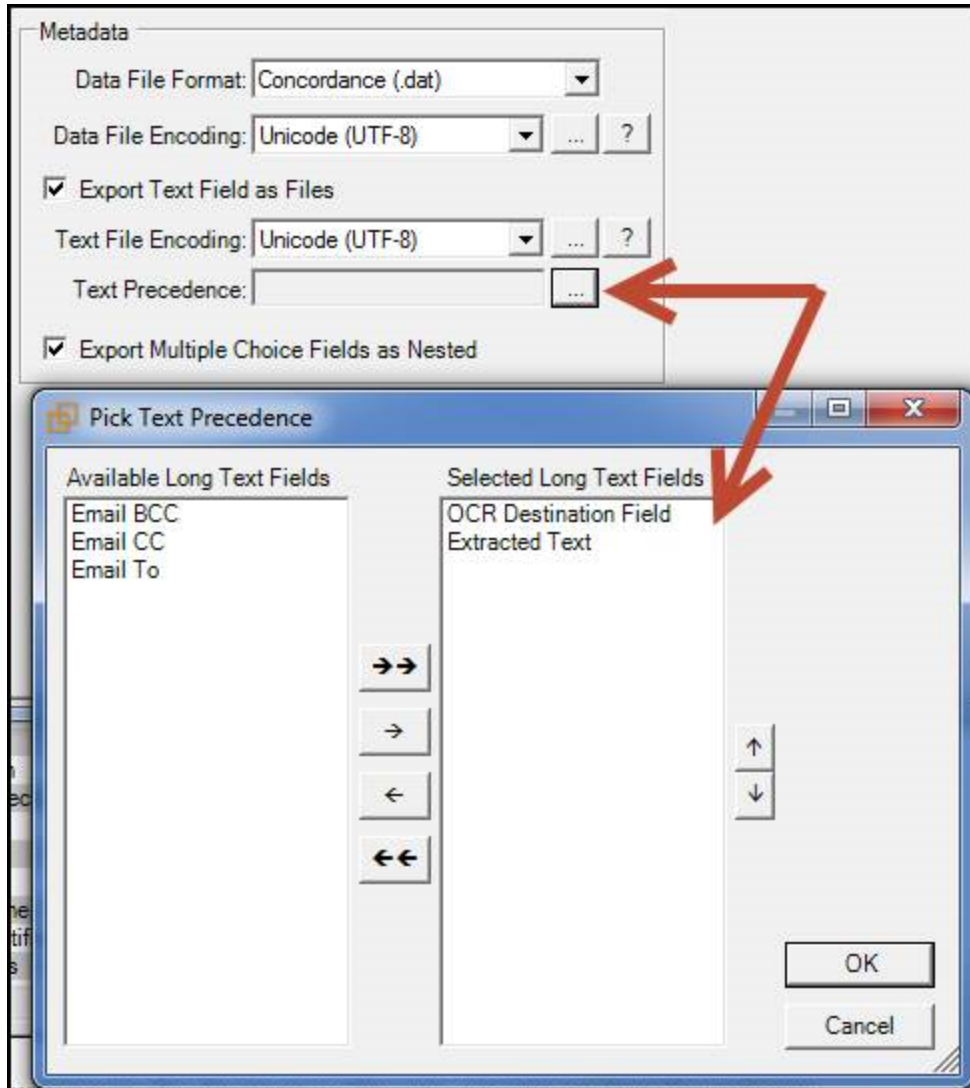 Metadata
Data File Format: Concordance (.dat)
Data File Encoding: Unicode (UTF-8) ... ?
Export Text Field as Files
Text File Encoding: Unicode (UTF-8) ... ?
Text Precedence: ...
Export Multiple Choice Fields as Nested
Pick Text Precedence
Available Long Text Fields
Email BCC
Email CC
Email To
Selected Long Text Fields
OCR Destination Field
Extracted Text
OK
Cancel